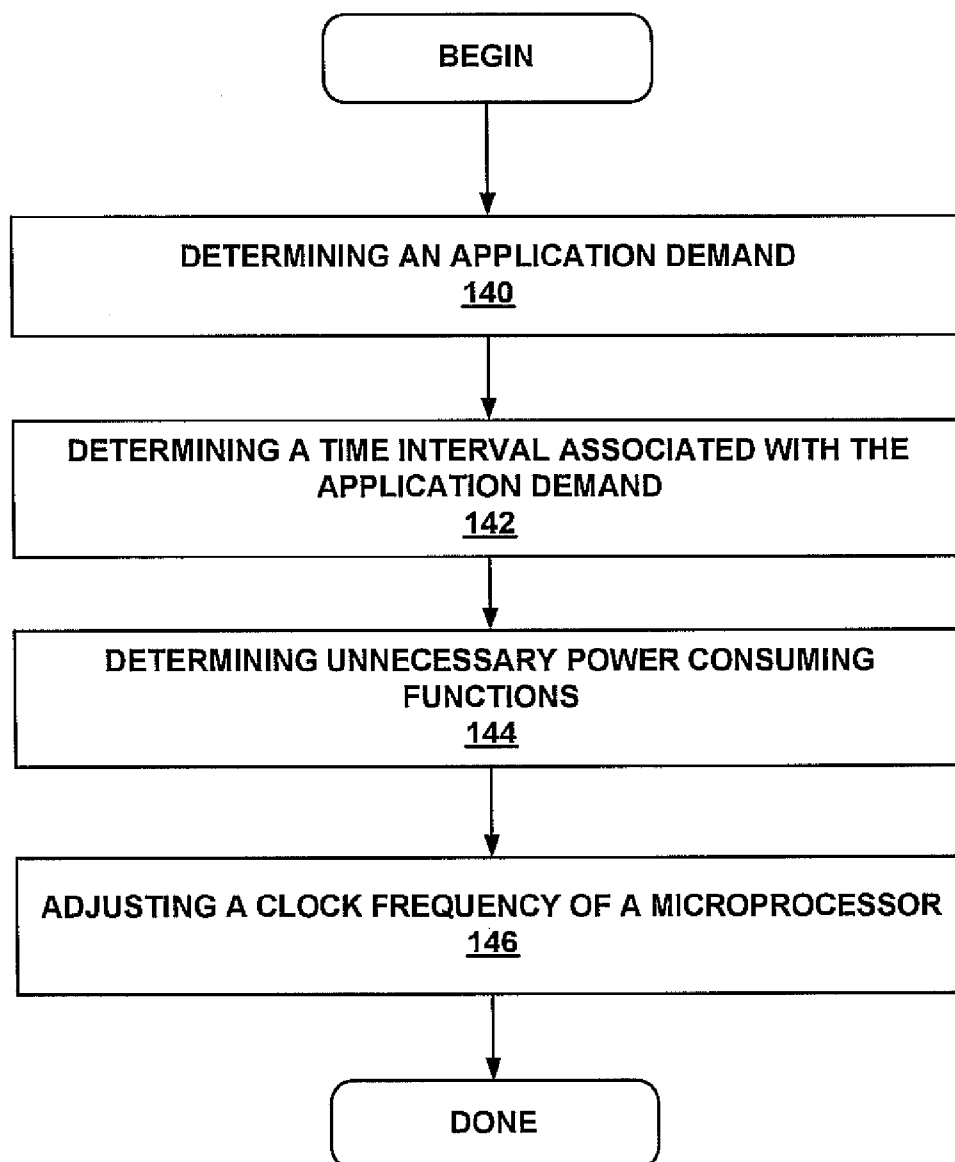 BEGIN
DETERMINING AN APPLICATION DEMAND
140
DETERMINING A TIME INTERVAL ASSOCIATED WITH THE
APPLICATION DEMAND
142
DETERMINING UNNECESSARY POWER CONSUMING
FUNCTIONS
144
ADJUSTING A CLOCK FREQUENCY OF A MICROPROCESSOR
146
DONE